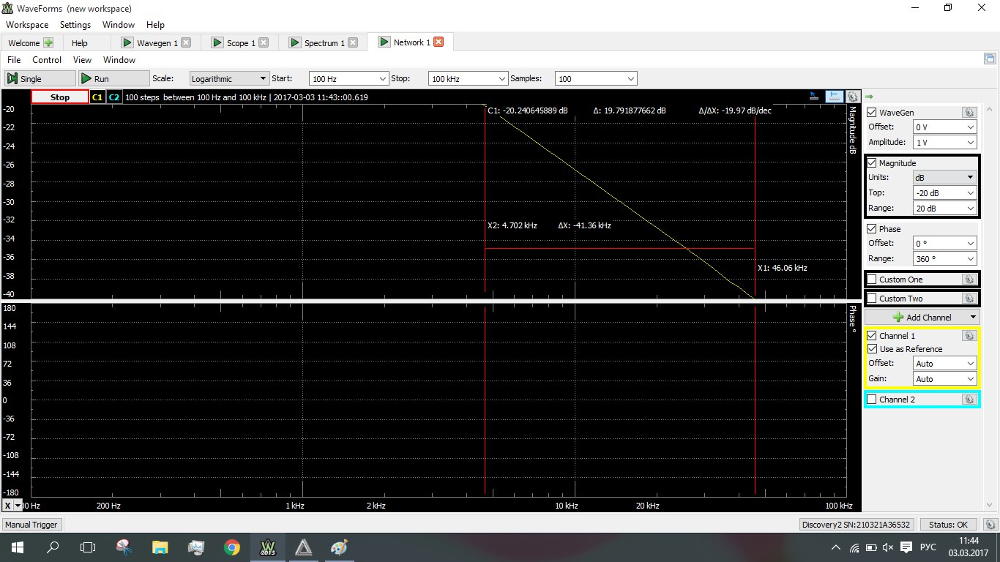 WaveForms (new workspace)
Workspace Settings Window Help
Welcome Help Wavegen 1 Scope 1 Spectrum 1 Network 1
File Control View Window
Single Run Scale: Logarithmic Start: 100 Hz Stop: 100 kHz Samples: 100
Stop C1 C2 100 steps between 100 Hz and 100 kHz | 2017-03-03 11:43::00.619
C1: -20.240645889 dB Δ: 19.791877662 dB Δ/ΔX: -19.97 dB/dec
X2: 4.702 kHz ΔX: -41.36 kHz
X1: 46.06 kHz
-20
-22
-24
-26
-28
-30
-32
-34
-36
-38
-40
Magnitude dB
180
144
108
72
36
0
-36
-72
-108
-144
-180
Phase °
X 00 Hz 200 Hz 1 kHz 2 kHz 10 kHz 20 kHz 100 kHz
WaveGen
Offset: 0 V
Amplitude: 1 V
Magnitude
Units: dB
Top: -20 dB
Range: 20 dB
Phase
Offset: 0 °
Range: 360 °
Custom One
Custom Two
Add Channel
Channel 1
Use as Reference
Offset: Auto
Gain: Auto
Channel 2
Manual Trigger Discovery2 SN:210321A36532 Status: OK
W 2015 РУС 11:44
03.03.2017